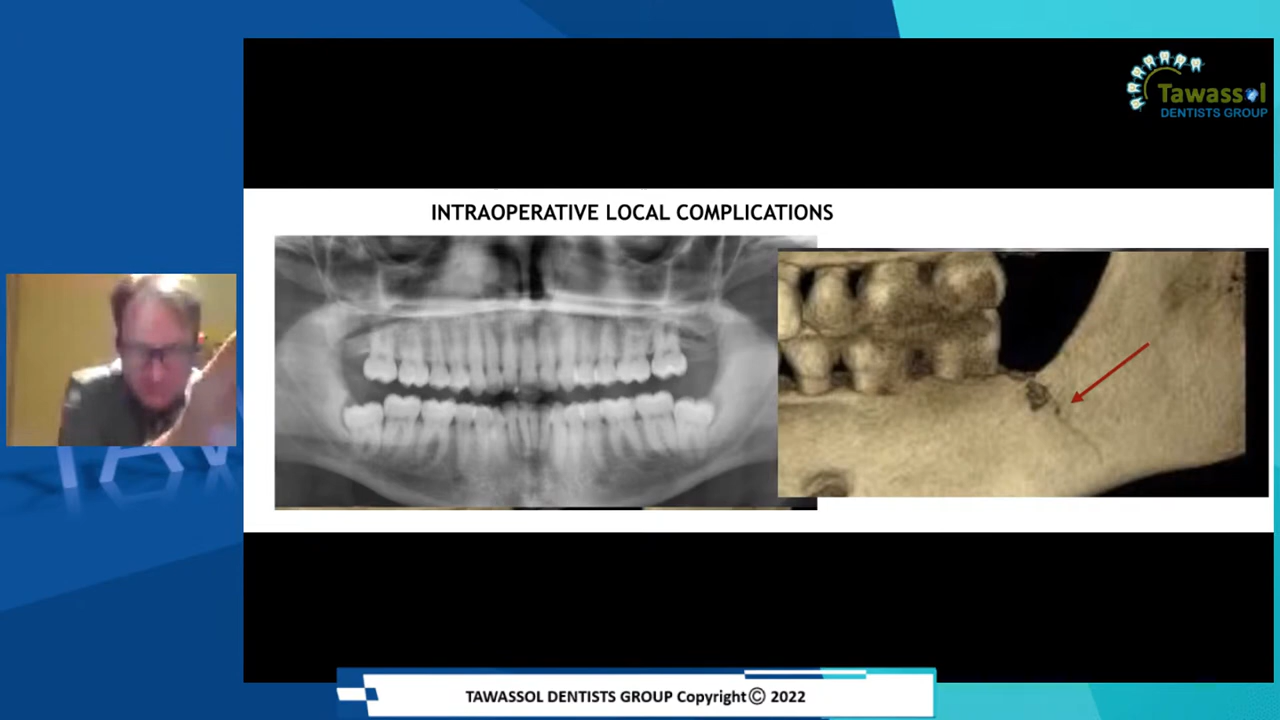 Tawassol
DENTISTS GROUP
INTRAOPERATIVE LOCAL COMPLICATIONS
TAWASSOL DENTISTS GROUP Copyright© 2022